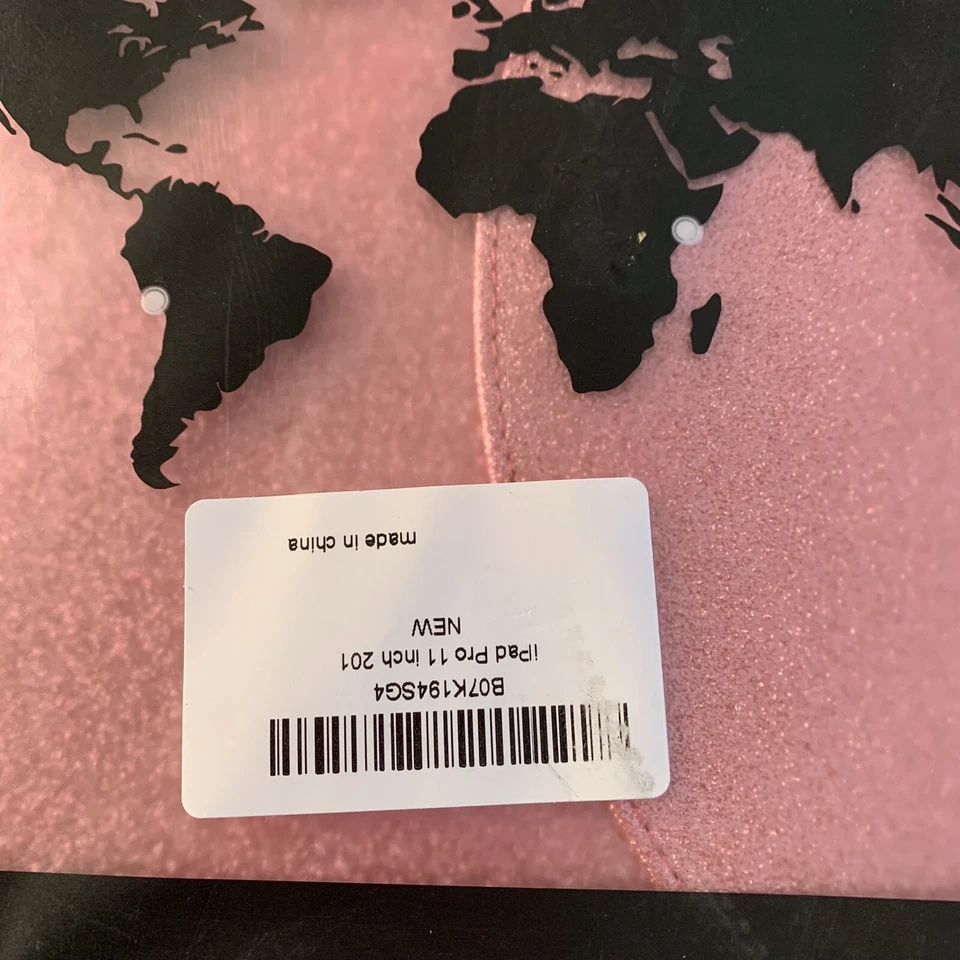 B07K194SG4
iPad Pro 11 inch 201
NEW
made in china